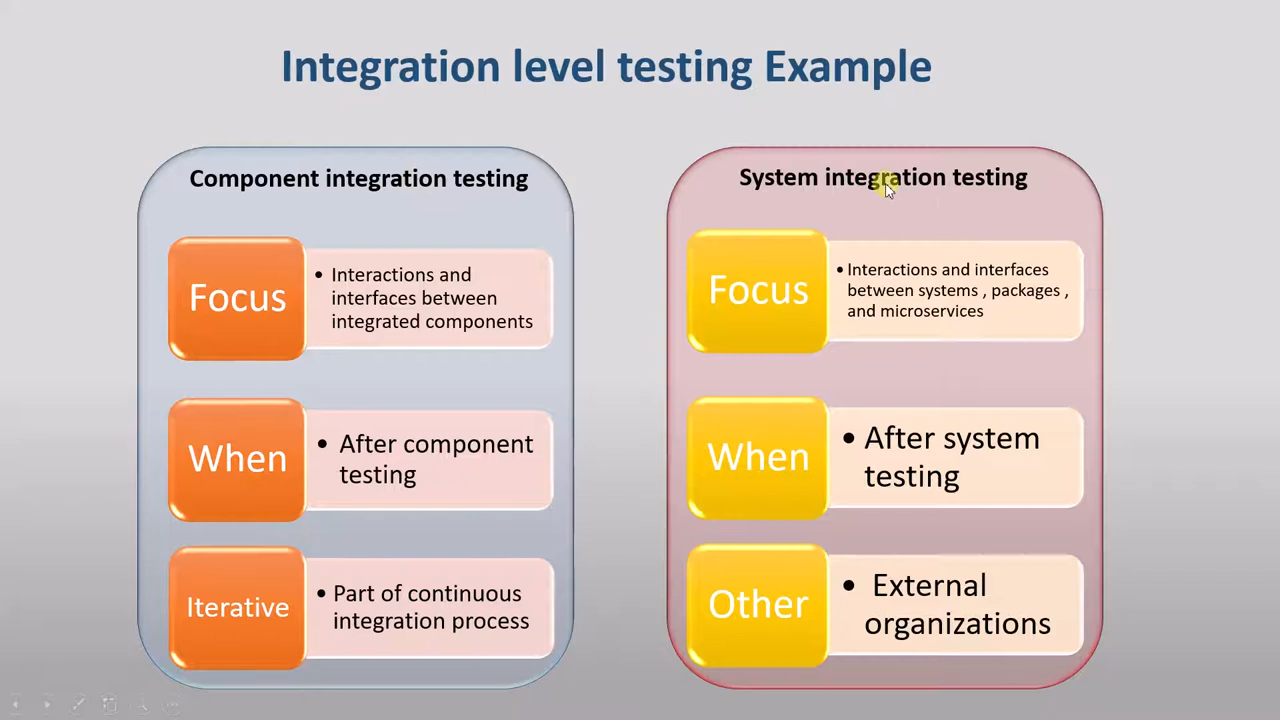 Integration level testing Example
Component integration testing
Focus
• Interactions and
interfaces between
integrated components
When
• After component
testing
Iterative
• Part of continuous
integration process
System integration testing
Focus
• Interactions and interfaces
between systems , packages ,
and microservices
When
• After system
testing
Other
• External
organizations